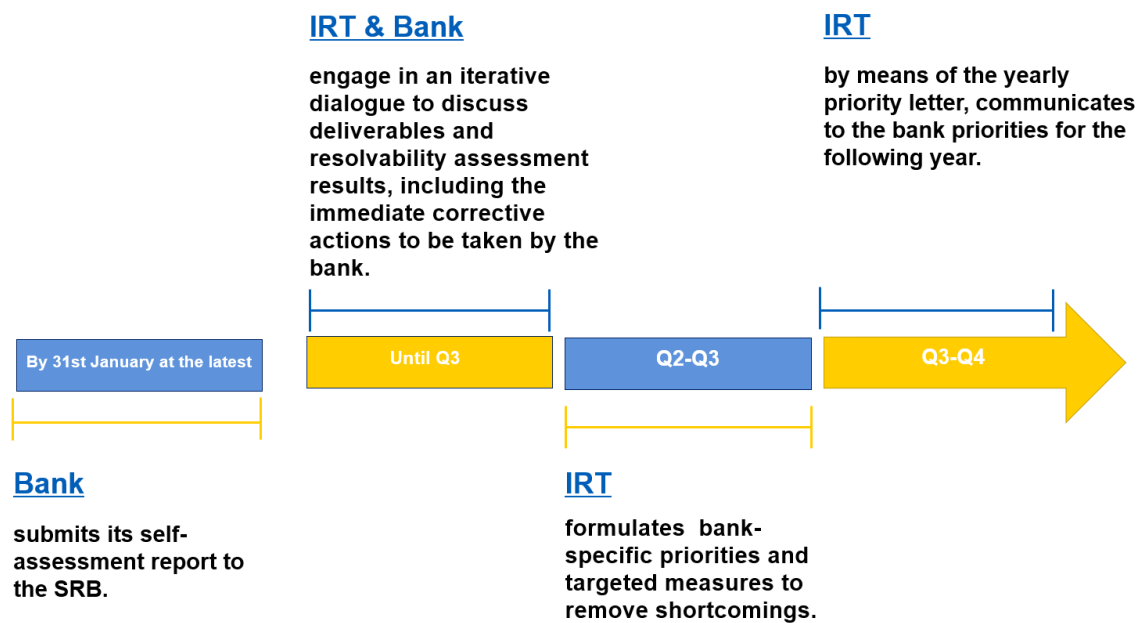 IRT & Bank
engage in an iterative
dialogue to discuss
deliverables and
resolvability assessment
results, including the
immediate corrective
actions to be taken by the
bank.
IRT
by means of the yearly
priority letter, communicates
to the bank priorities for the
following year.
By 31st January at the latest
Until Q3
Q2-Q3
Q3-Q4
Bank
submits its self-
assessment report to
the SRB.
IRT
formulates  bank-
specific priorities and
targeted measures to
remove shortcomings.